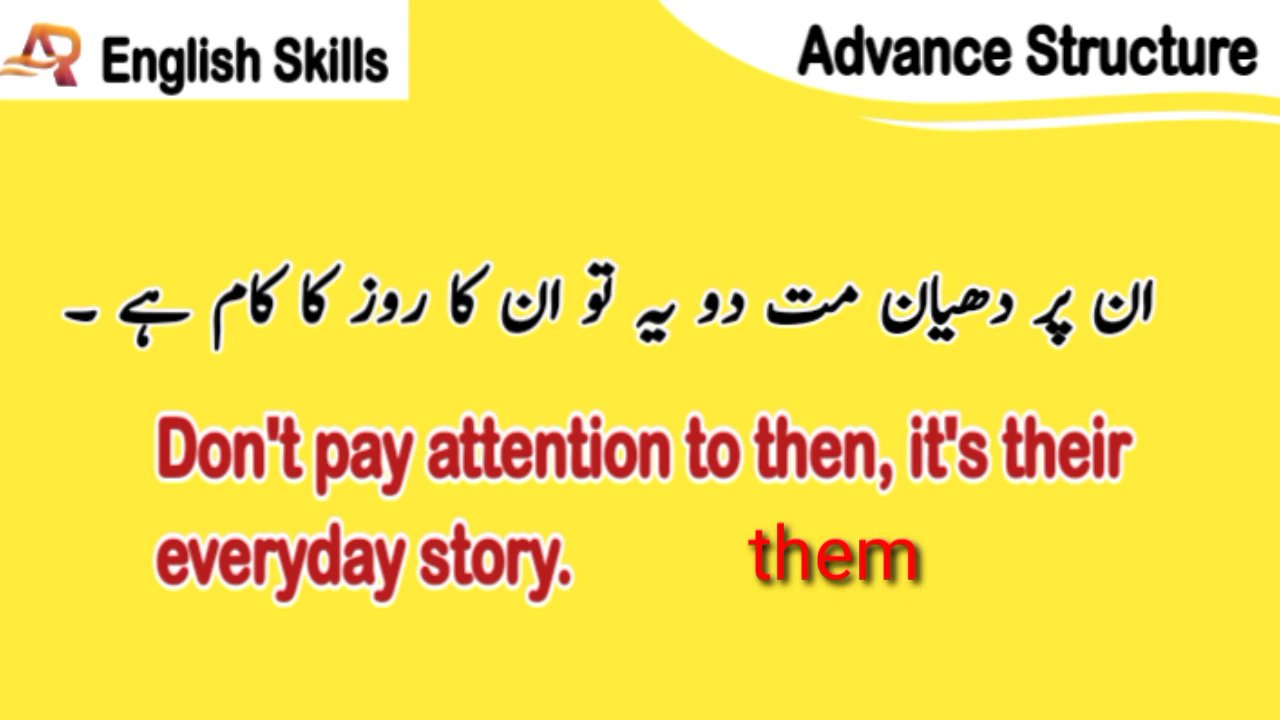 AR English Skills
Advance Structure
ان پر دھیان مت دو یہ تو ان کا روز کا کام ہے ۔
Don't pay attention to then, it's their
everyday story.
them